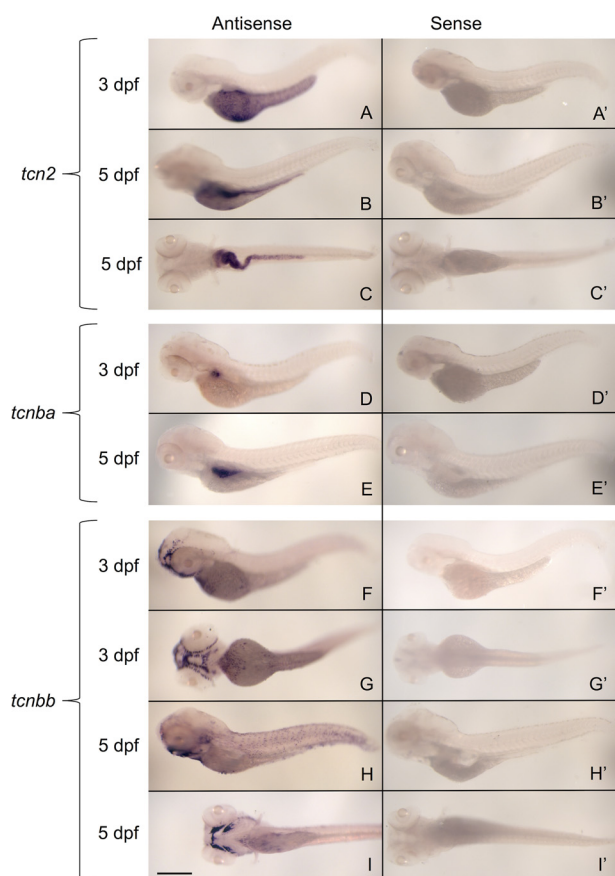 Antisense Sense
tcn2
3 dpf A A'
5 dpf B B'
5 dpf C C'
tcnba
3 dpf D D'
5 dpf E E'
tcnbb
3 dpf F F'
3 dpf G G'
5 dpf H H'
5 dpf I I'